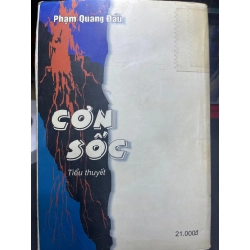 Phạm Quang Đẩu
CƠN
SỐC
Tiểu thuyết
21.000đ